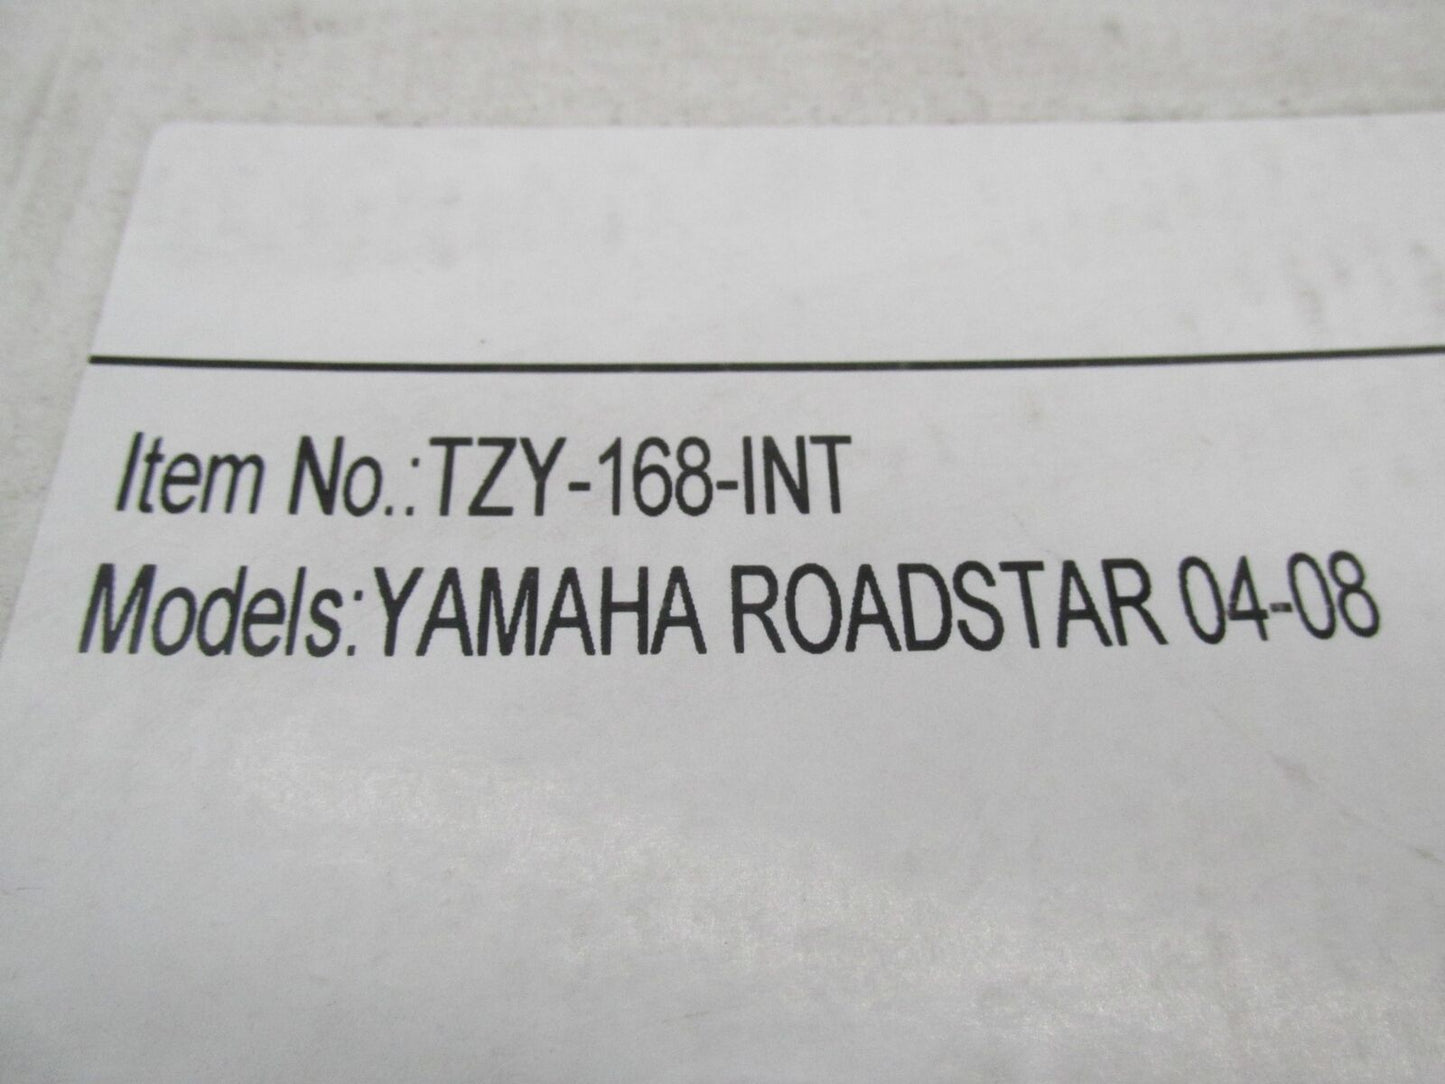 Item No.:TZY-168-INT
Models:YAMAHA ROADSTAR 04-08